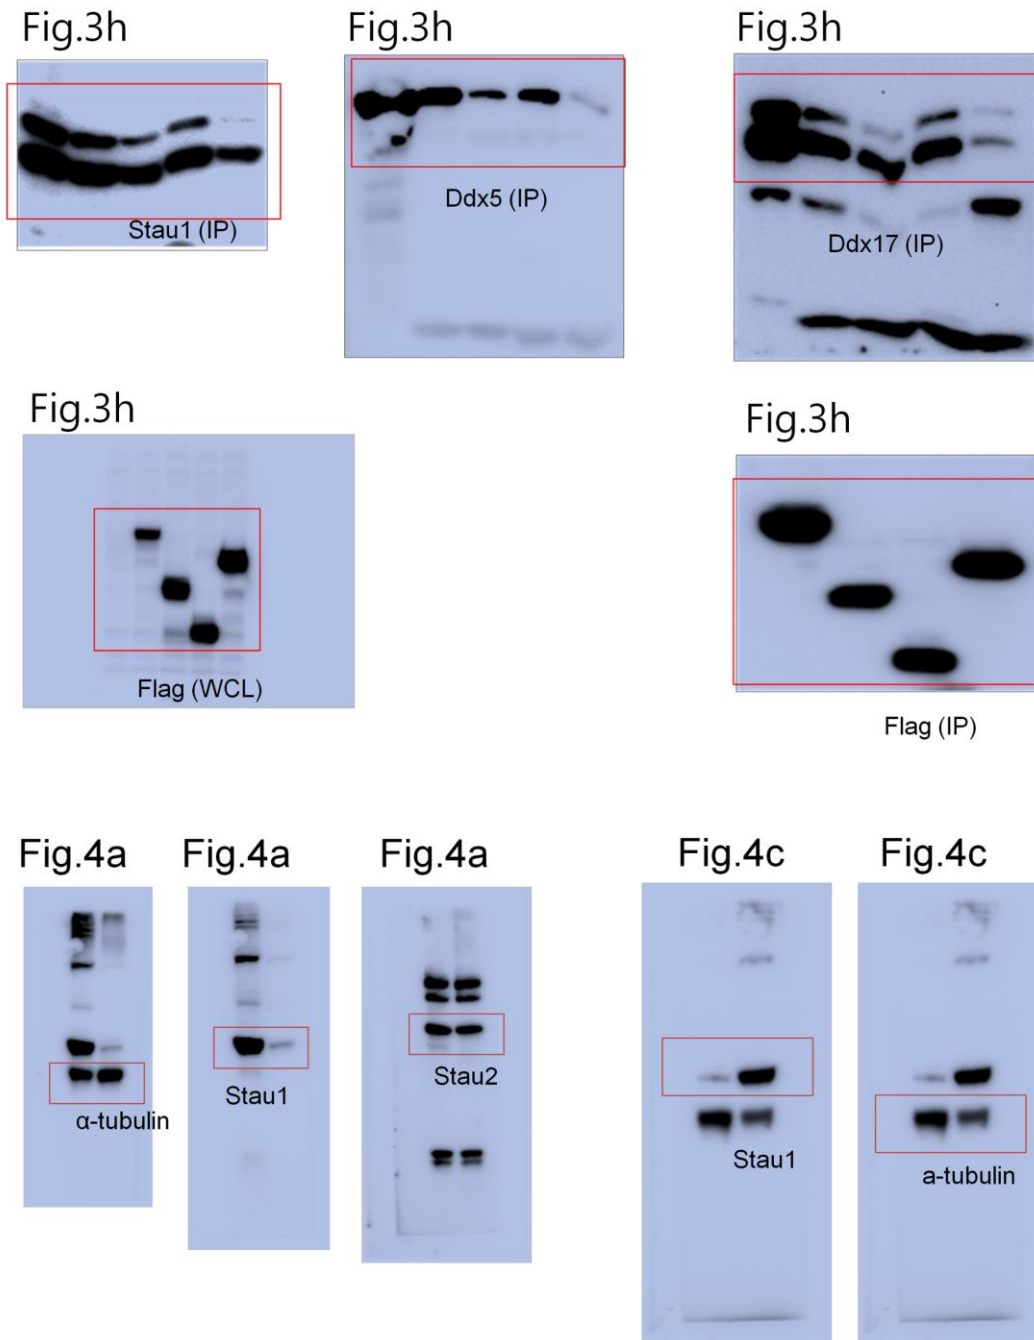 Fig.3h
Fig.3h
Fig.3h
Stau1 (IP)
Ddx5 (IP)
Ddx17 (IP)
Fig.3h
Fig.3h
Flag (WCL)
Flag (IP)
Fig.4a
Fig.4a
Fig.4a
Fig.4c
Fig.4c
α-tubulin
Stau1
Stau2
Stau1
a-tubulin